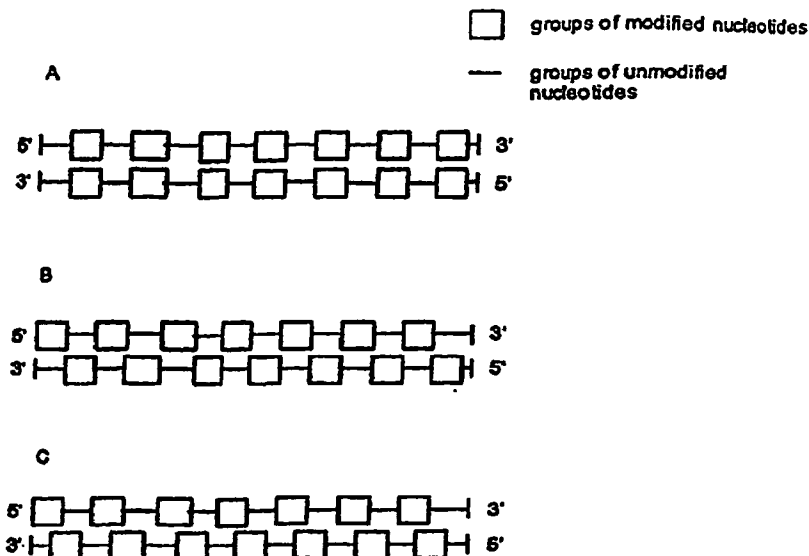 groups of modified nucleotides
A
groups of unmodified
nucleotides
5' 3'
3' 5'
B
5' 3'
3' 5'
C
5' 3'
3' 5'